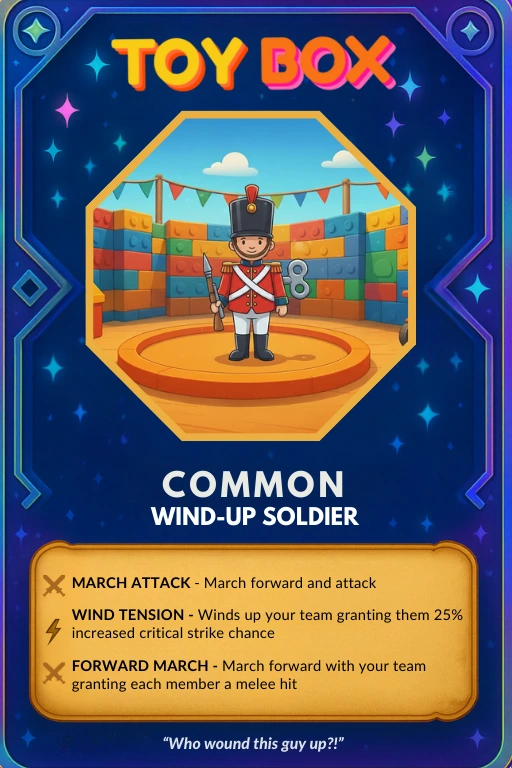 TOY BOX
COMMON
WIND-UP SOLDIER
MARCH ATTACK - March forward and attack
WIND TENSION - Winds up your team granting them 25%
increased critical strike chance
FORWARD MARCH - March forward with your team
granting each member a melee hit
“Who wound this guy up?!”